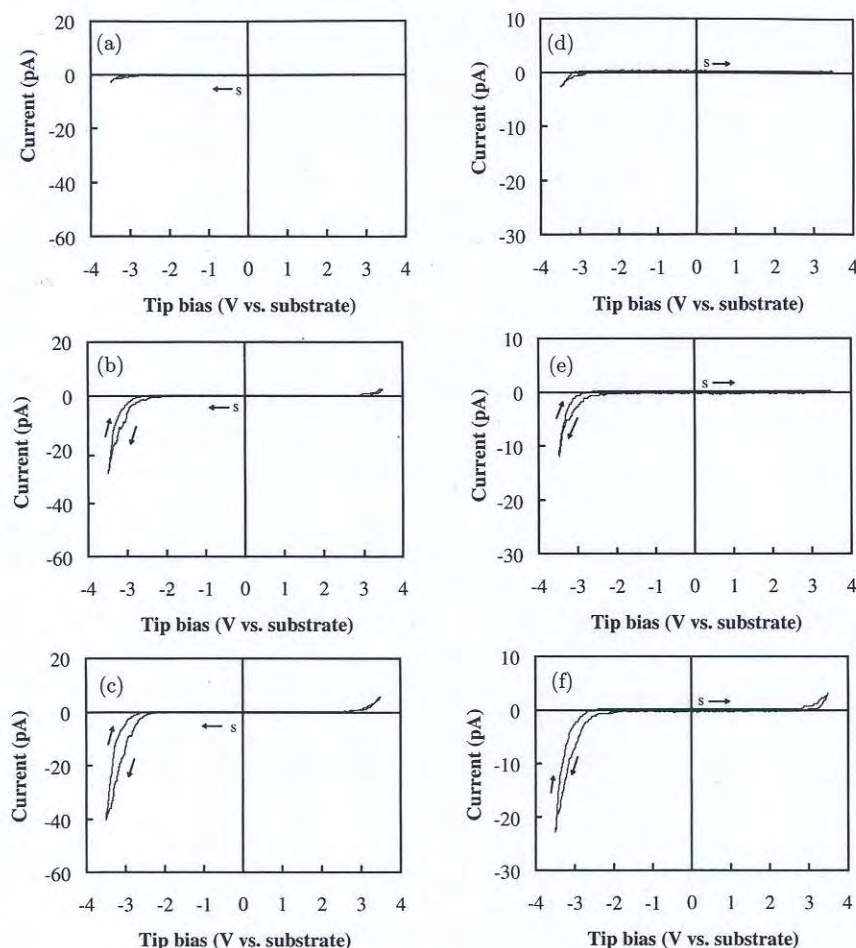 (a)
20
0
-20
-40
-60
Current (pA)
s
-4 -3 -2 -1 0 1 2 3 4
Tip bias (V vs. substrate)
(d)
10
0
-10
-20
-30
Current (pA)
s
-4 -3 -2 -1 0 1 2 3 4
Tip bias (V vs. substrate)
(b)
20
0
-20
-40
-60
Current (pA)
s
-4 -3 -2 -1 0 1 2 3 4
Tip bias (V vs. substrate)
(e)
10
0
-10
-20
-30
Current (pA)
s
-4 -3 -2 -1 0 1 2 3 4
Tip bias (V vs. substrate)
(c)
20
0
-20
-40
-60
Current (pA)
s
-4 -3 -2 -1 0 1 2 3 4
Tip bias (V vs. substrate)
(f)
10
0
-10
-20
-30
Current (pA)
s
-4 -3 -2 -1 0 1 2 3 4
Tip bias (V vs. substrate)